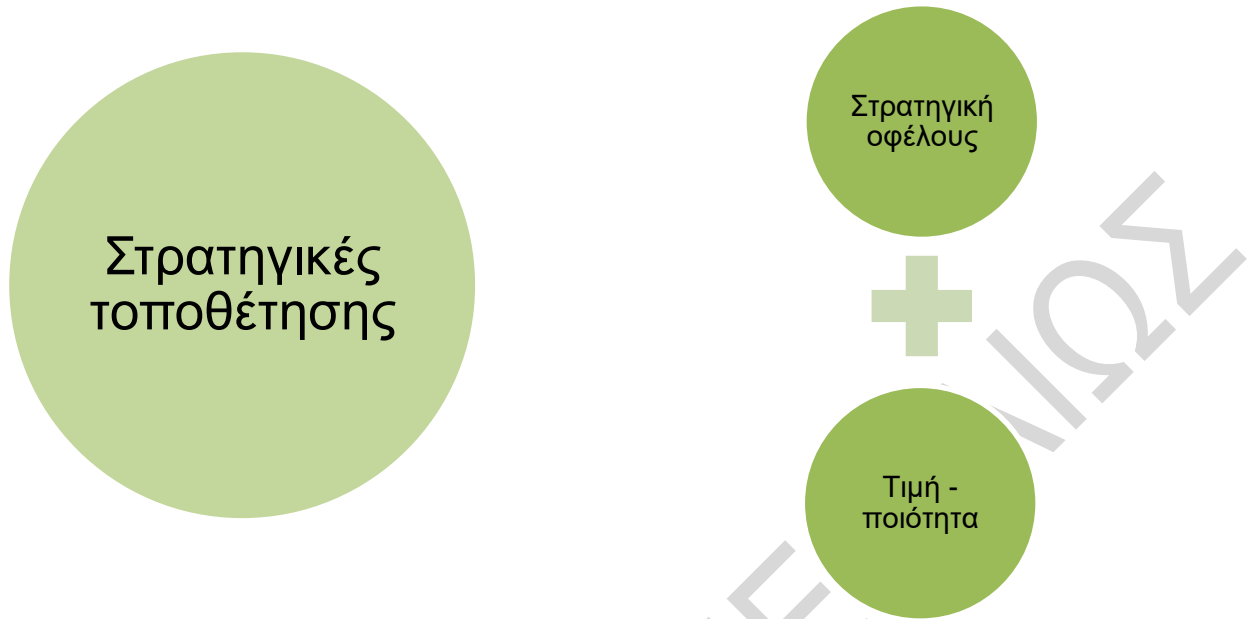 Στρατηγικές
τοποθέτησης
Στρατηγική
οφέλους
Τιμή -
ποιότητα